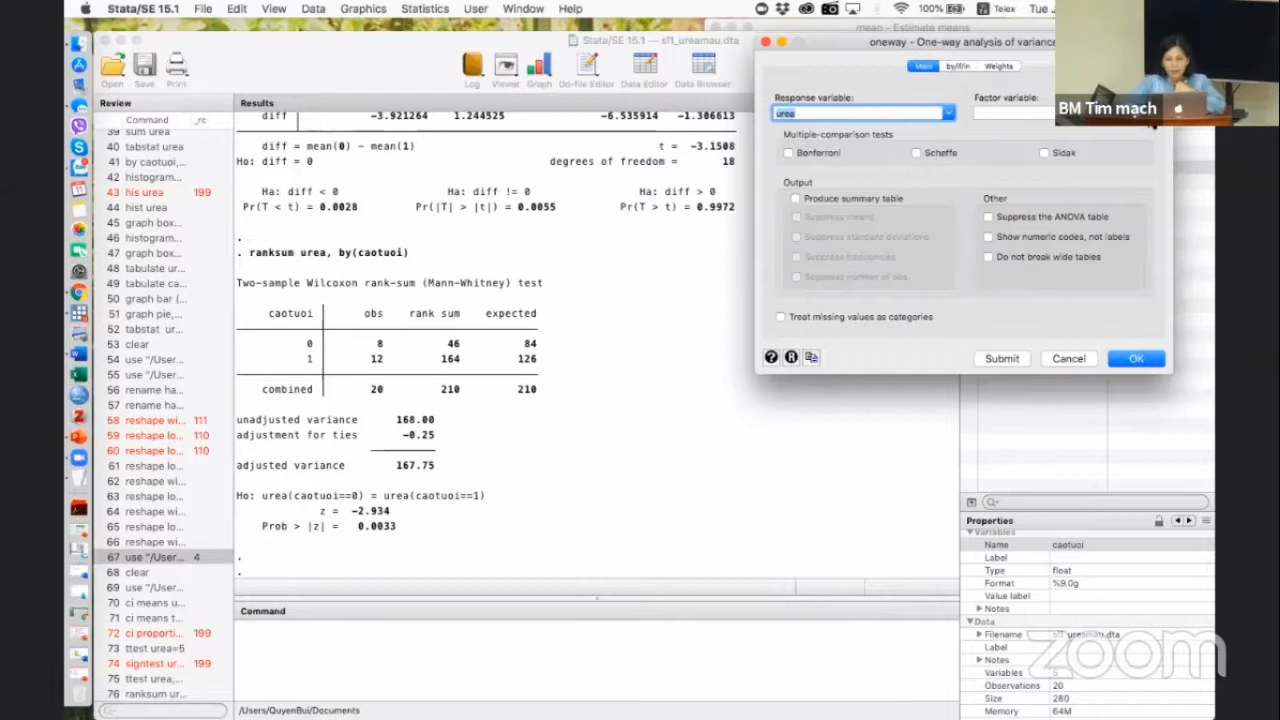 Stata/SE 15.1 File Edit View Data Graphics Statistics User Window Help 100% Telex Tue
mean - Estimate means
Stata/SE 15.1 — sf1_ureamau.dta
Open Save Print Log Viewer Graph Do-file Editor Data Editor Data Browser
Review
Command _rc
39 sum urea
40 tabstat urea
41 by caotuoi,...
42 histogram...
43 his urea 199
44 hist urea
45 graph box...
46 histogram...
47 graph box...
48 tabulate ur...
49 tabulate ca...
50 graph bar (...
51 graph pie,...
52 tabstat ur...
53 clear
54 use "/User...
55 use "/User...
56 rename ha...
57 rename ha...
58 reshape wi... 111
59 reshape lo... 110
60 reshape lo... 110
61 reshape lo...
62 reshape wi...
63 reshape lo...
64 reshape wi...
65 reshape lo...
66 reshape wi...
67 use "/User... 4
68 clear
69 use "/User...
70 ci means u...
71 ci means t...
72 ci proporti... 199
73 ttest urea=5
74 signtest ur... 199
75 ttest urea,...
76 ranksum ur...
Results
diff -3.921264 1.244525 -6.535914 -1.306613
diff = mean(0) - mean(1) t = -3.1508
Ho: diff = 0 degrees of freedom = 18
Ha: diff < 0 Ha: diff != 0 Ha: diff > 0
Pr(T < t) = 0.0028 Pr(|T| > |t|) = 0.0055 Pr(T > t) = 0.9972
.
. ranksum urea, by(caotuoi)
Two-sample Wilcoxon rank-sum (Mann-Whitney) test
caotuoi obs rank sum expected
0 8 46 84
1 12 164 126
combined 20 210 210
unadjusted variance 168.00
adjustment for ties -0.25
adjusted variance 167.75
Ho: urea(caotuoi==0) = urea(caotuoi==1)
z = -2.934
Prob > |z| = 0.0033
.
.
Command
/Users/QuyenBui/Documents
oneway - One-way analysis of variance
Main by/if/in Weights
Response variable: Factor variable:
urea
Multiple-comparison tests
Bonferroni Scheffe Sidak
Output
Produce summary table
Suppress means
Suppress standard deviations
Suppress frequencies
Suppress number of obs.
Other
Suppress the ANOVA table
Show numeric codes, not labels
Do not break wide tables
Treat missing values as categories
Submit Cancel OK
BM Tim mach
Properties
Variables
Name caotuoi
Label
Type float
Format %9.0g
Value label
Notes
Data
Filename sf1_ureamau.dta
Label
Notes
Variables 5
Observations 20
Size 280
Memory 64M
zoom